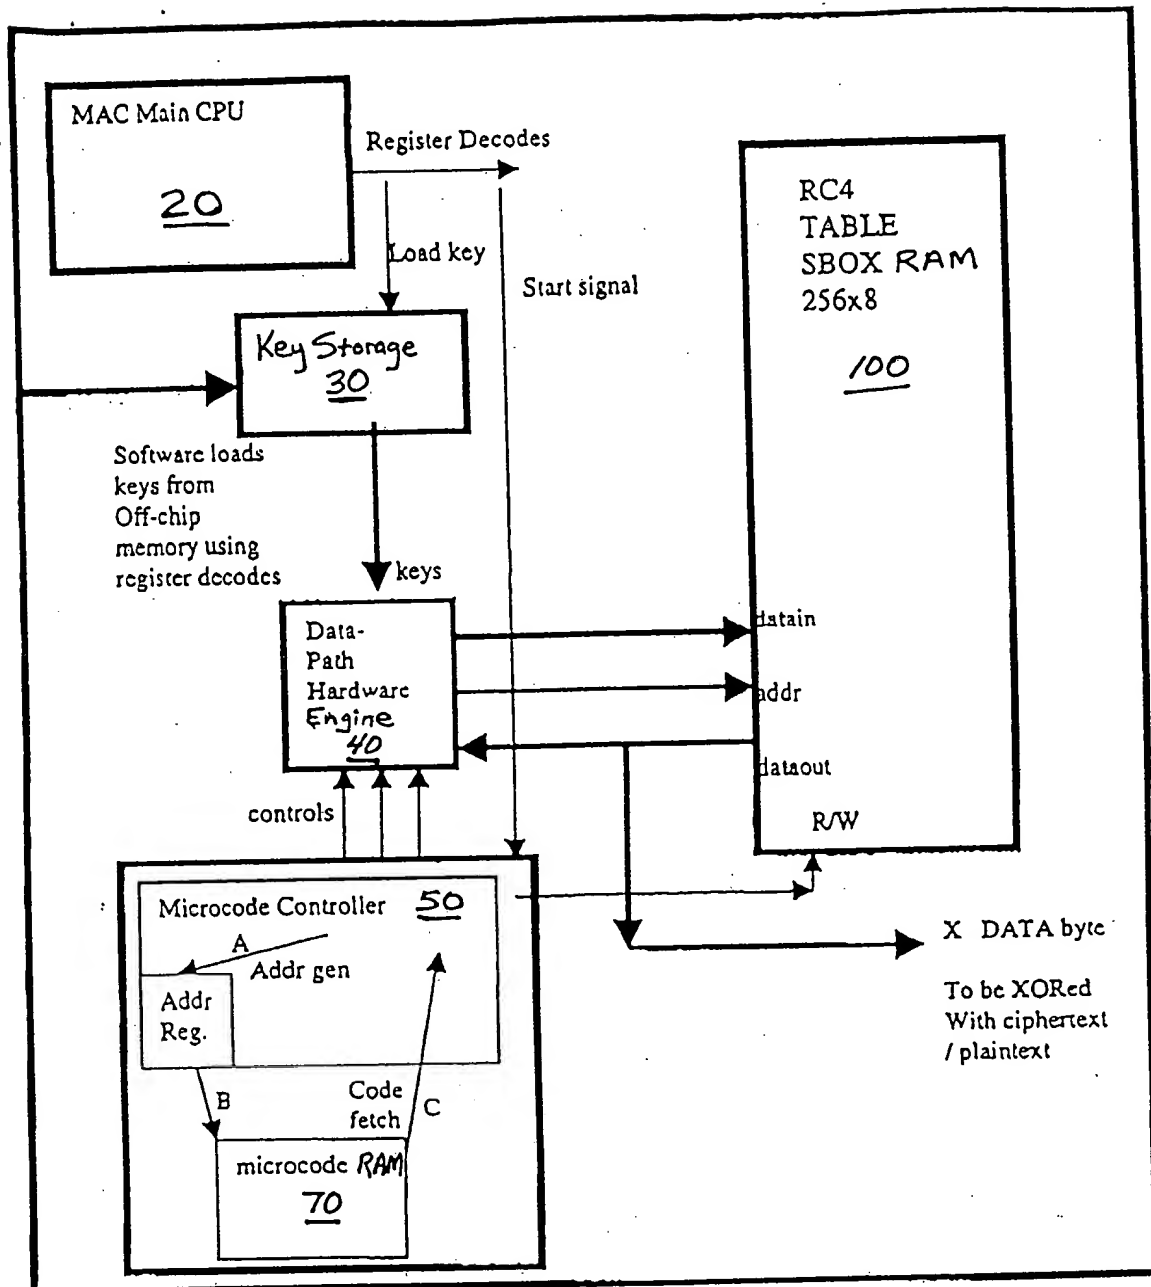 MAC Main CPU
20
Register Decodes
Load key
Start signal
RC4
TABLE
SBOX RAM
256x8
100
Key Storage
30
Software loads
keys from
Off-chip
memory using
register decodes
keys
Data-
Path
Hardware
Engine
40
datain
addr
dataout
R/W
controls
Microcode Controller 50
A
Addr gen
Addr
Reg.
B
Code
fetch
C
microcode RAM
70
X DATA byte
To be XORed
With ciphertext
/ plaintext